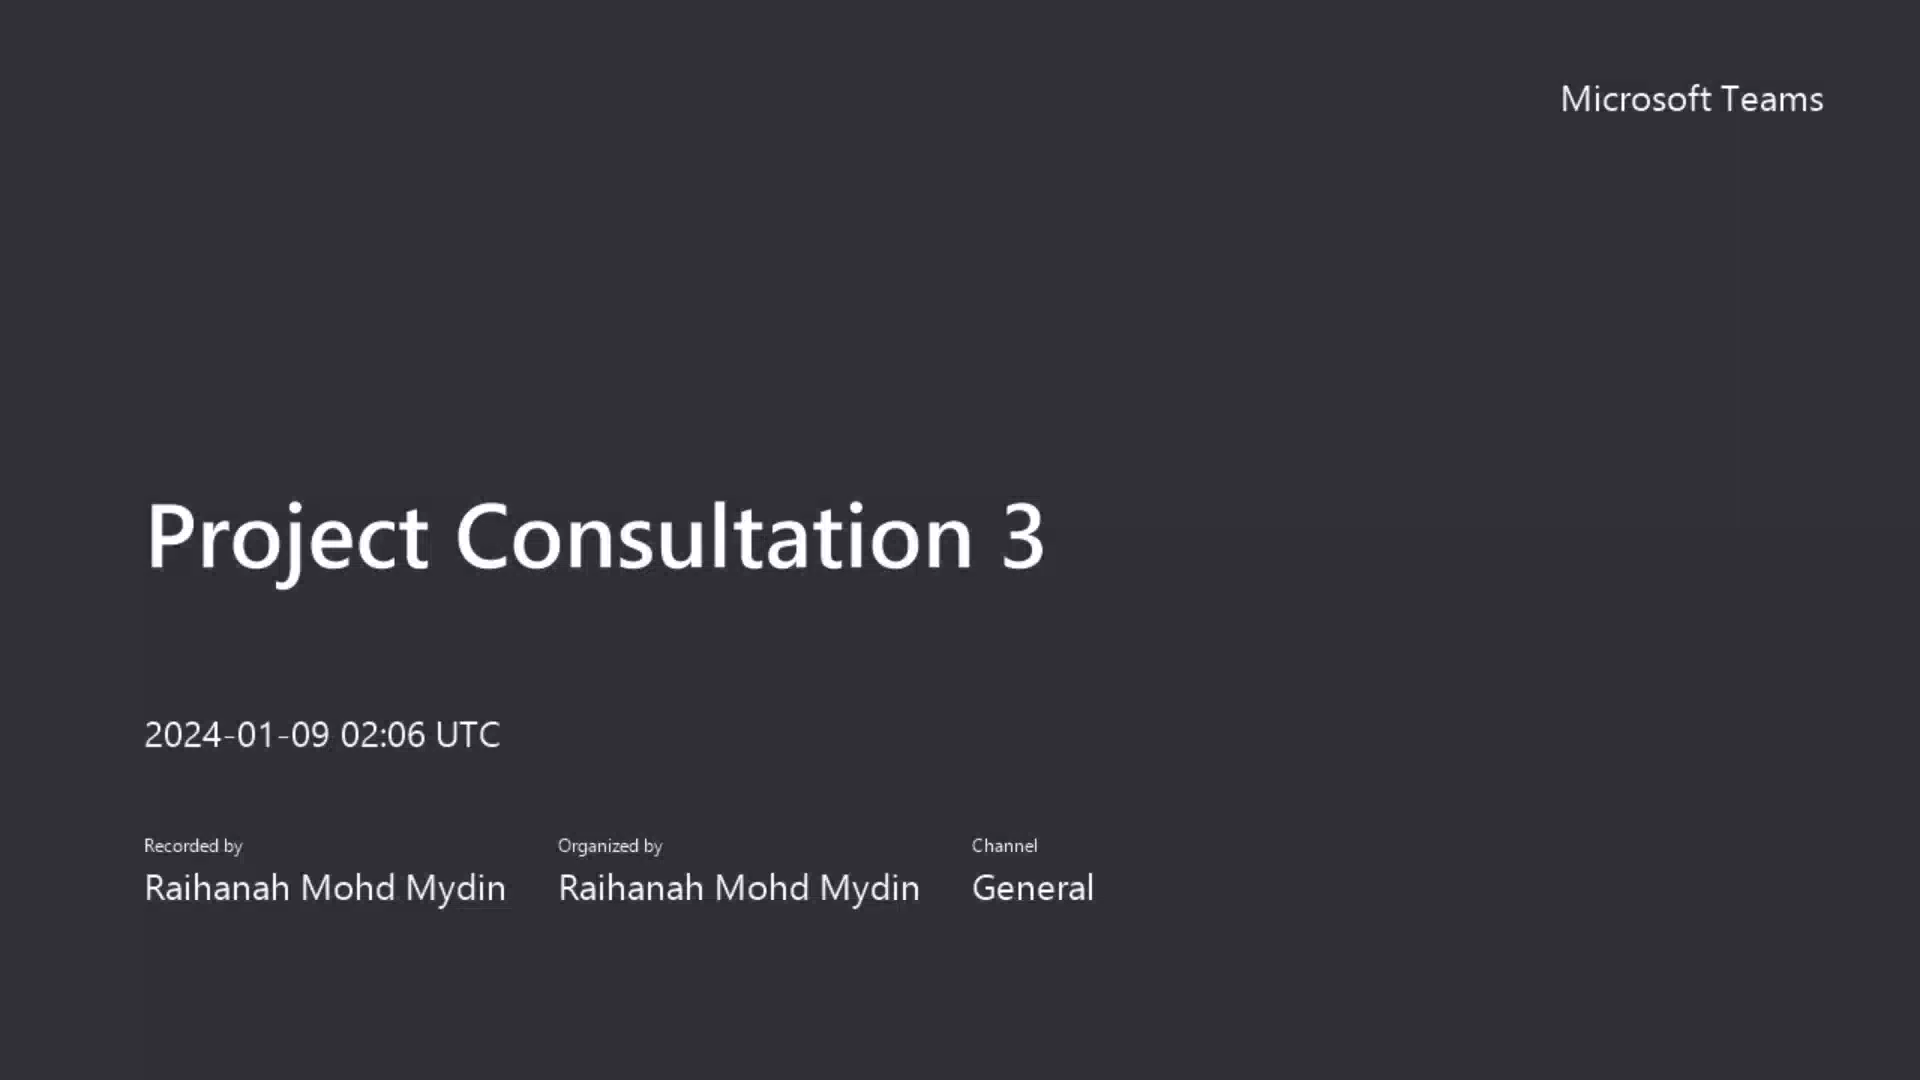 Microsoft Teams
Project Consultation 3
2024-01-09 02:06 UTC
Recorded by
Raihanah Mohd Mydin
Organized by
Raihanah Mohd Mydin
Channel
General